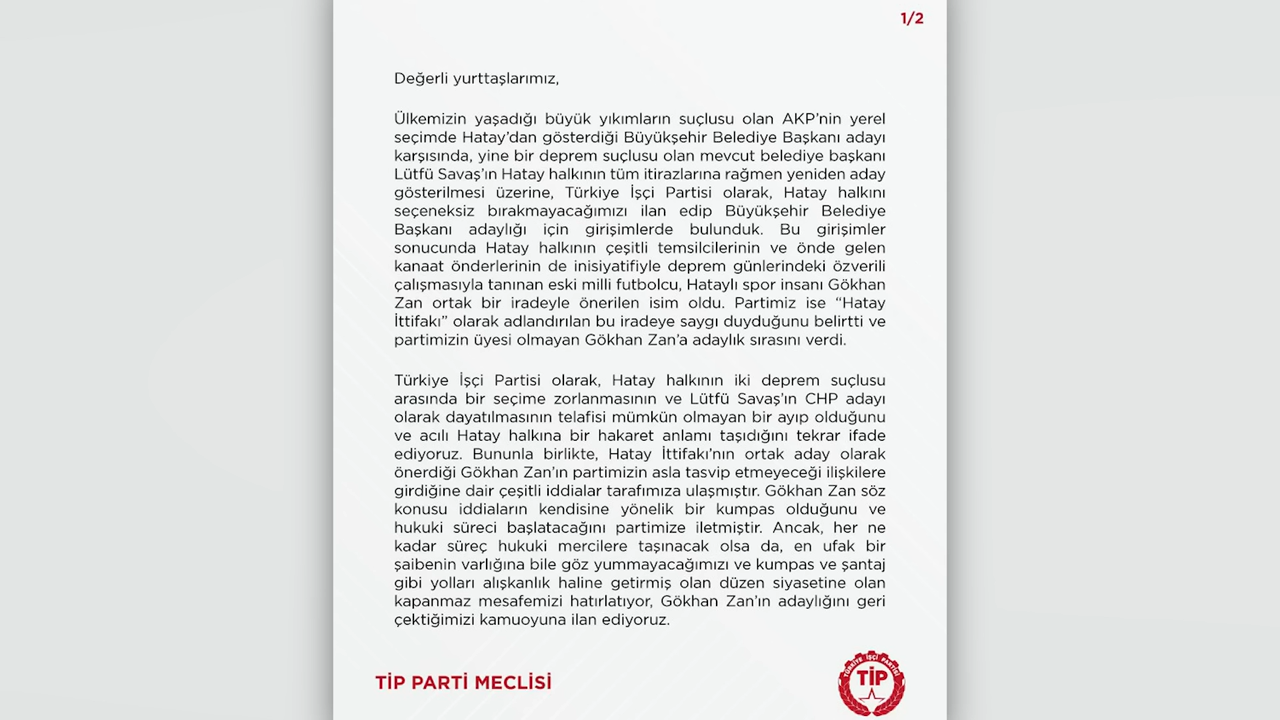 1/2
Değerli yurttaşlarımız,
Ülkemizin yaşadığı büyük yıkımların suçlusu olan AKP’nin yerel
seçimde Hatay’dan gösterdiği Büyükşehir Belediye Başkanı adayı
karşısında, yine bir deprem suçlusu olan mevcut belediye başkanı
Lütfü Savaş’ın Hatay halkının tüm itirazlarına rağmen yeniden aday
gösterilmesi üzerine, Türkiye İşçi Partisi olarak, Hatay halkını
seçeneksiz bırakmayacağımızı ilan edip Büyükşehir Belediye
Başkanı adaylığı için girişimlerde bulunduk. Bu girişimler
sonucunda Hatay halkının çeşitli temsilcilerinin ve önde gelen
kanaat önderlerinin de inisiyatifiyle deprem günlerindeki özverili
çalışmasıyla tanınan eski milli futbolcu, Hataylı spor insanı Gökhan
Zan ortak bir iradeyle önerilen isim oldu. Partimiz ise “Hatay
İttifakı” olarak adlandırılan bu iradeye saygı duyduğunu belirtti ve
partimizin üyesi olmayan Gökhan Zan’a adaylık sırasını verdi.
Türkiye İşçi Partisi olarak, Hatay halkının iki deprem suçlusu
arasında bir seçime zorlanmasının ve Lütfü Savaş’ın CHP adayı
olarak dayatılmasının telafisi mümkün olmayan bir ayıp olduğunu
ve acılı Hatay halkına bir hakaret anlamı taşıdığını tekrar ifade
ediyoruz. Bununla birlikte, Hatay İttifakı’nın ortak aday olarak
önerdiği Gökhan Zan’ın partimizin asla tasvip etmeyeceği ilişkilere
girdiğine dair çeşitli iddialar tarafımıza ulaşmıştır. Gökhan Zan söz
konusu iddiaların kendisine yönelik bir kumpas olduğunu ve
hukuki süreci başlatacağını partimize iletmiştir. Ancak, her ne
kadar süreç hukuki mercilere taşınacak olsa da, en ufak bir
şaibenin varlığına bile göz yummayacağımızı ve kumpas ve şantaj
gibi yolları alışkanlık haline getirmiş olan düzen siyasetine olan
kapanmaz mesafemizi hatırlatıyor, Gökhan Zan’ın adaylığını geri
çektiğimizi kamuoyuna ilan ediyoruz.
TİP PARTİ MECLİSİ
TÜRKİYE İŞÇİ PARTİSİ
TİP